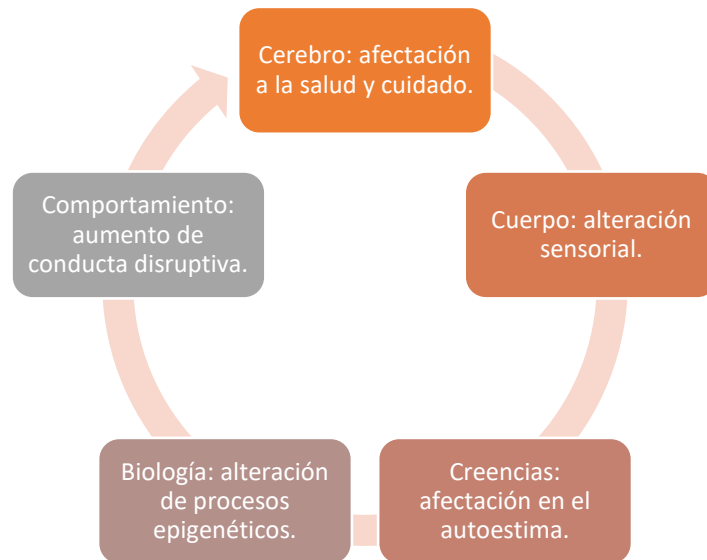 Cerebro: afectación
a la salud y cuidado.
Cuerpo: alteración
sensorial.
Creencias:
afectación en el
autoestima.
Biología: alteración
de procesos
epigenéticos.
Comportamiento:
aumento de
conducta disruptiva.